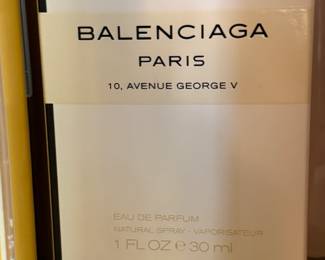 BALENCIAGA
PARIS
10, AVENUE GEORGE V
EAU DE PARFUM
NATURAL SPRAY - VAPORISATEUR
1 FL OZ ℮ 30 ml